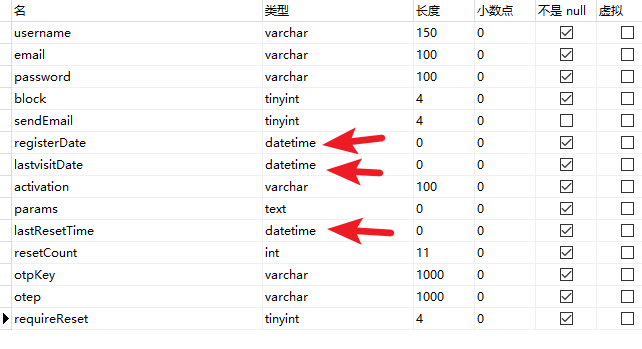 名 类型 长度 小数点 不是 null 虚拟
username varchar 150 0
email varchar 100 0
password varchar 100 0
block tinyint 4 0
sendEmail tinyint 4 0
registerDate datetime 0 0
lastvisitDate datetime 0 0
activation varchar 100 0
params text 0 0
lastResetTime datetime 0 0
resetCount int 11 0
otpKey varchar 1000 0
otep varchar 1000 0
requireReset tinyint 4 0